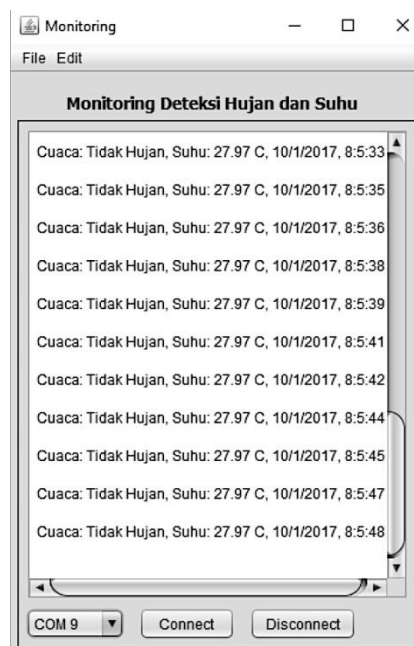 Monitoring
File Edit
Monitoring Deteksi Hujan dan Suhu
Cuaca: Tidak Hujan, Suhu: 27.97 C, 10/1/2017, 8:5:33
Cuaca: Tidak Hujan, Suhu: 27.97 C, 10/1/2017, 8:5:35
Cuaca: Tidak Hujan, Suhu: 27.97 C, 10/1/2017, 8:5:36
Cuaca: Tidak Hujan, Suhu: 27.97 C, 10/1/2017, 8:5:38
Cuaca: Tidak Hujan, Suhu: 27.97 C, 10/1/2017, 8:5:39
Cuaca: Tidak Hujan, Suhu: 27.97 C, 10/1/2017, 8:5:41
Cuaca: Tidak Hujan, Suhu: 27.97 C, 10/1/2017, 8:5:42
Cuaca: Tidak Hujan, Suhu: 27.97 C, 10/1/2017, 8:5:44
Cuaca: Tidak Hujan, Suhu: 27.97 C, 10/1/2017, 8:5:45
Cuaca: Tidak Hujan, Suhu: 27.97 C, 10/1/2017, 8:5:47
Cuaca: Tidak Hujan, Suhu: 27.97 C, 10/1/2017, 8:5:48
COM 9 Connect Disconnect